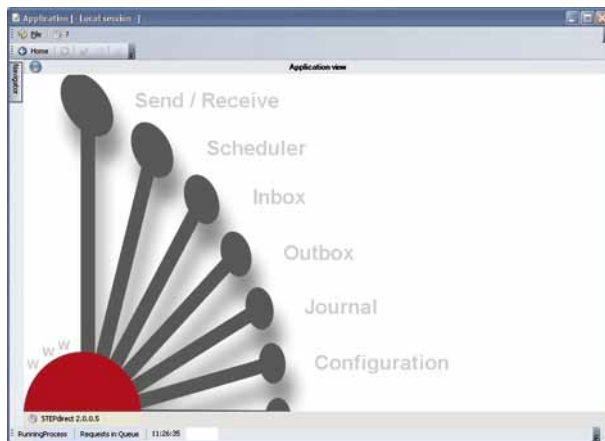 Application [ Local session ]
File ?
Home
Application view
Navigator
Send / Receive
Scheduler
Inbox
Outbox
Journal
Configuration
W W W
STEPdirect 2.0.0.5
RunningProcess Requests in Queue 11:26:35